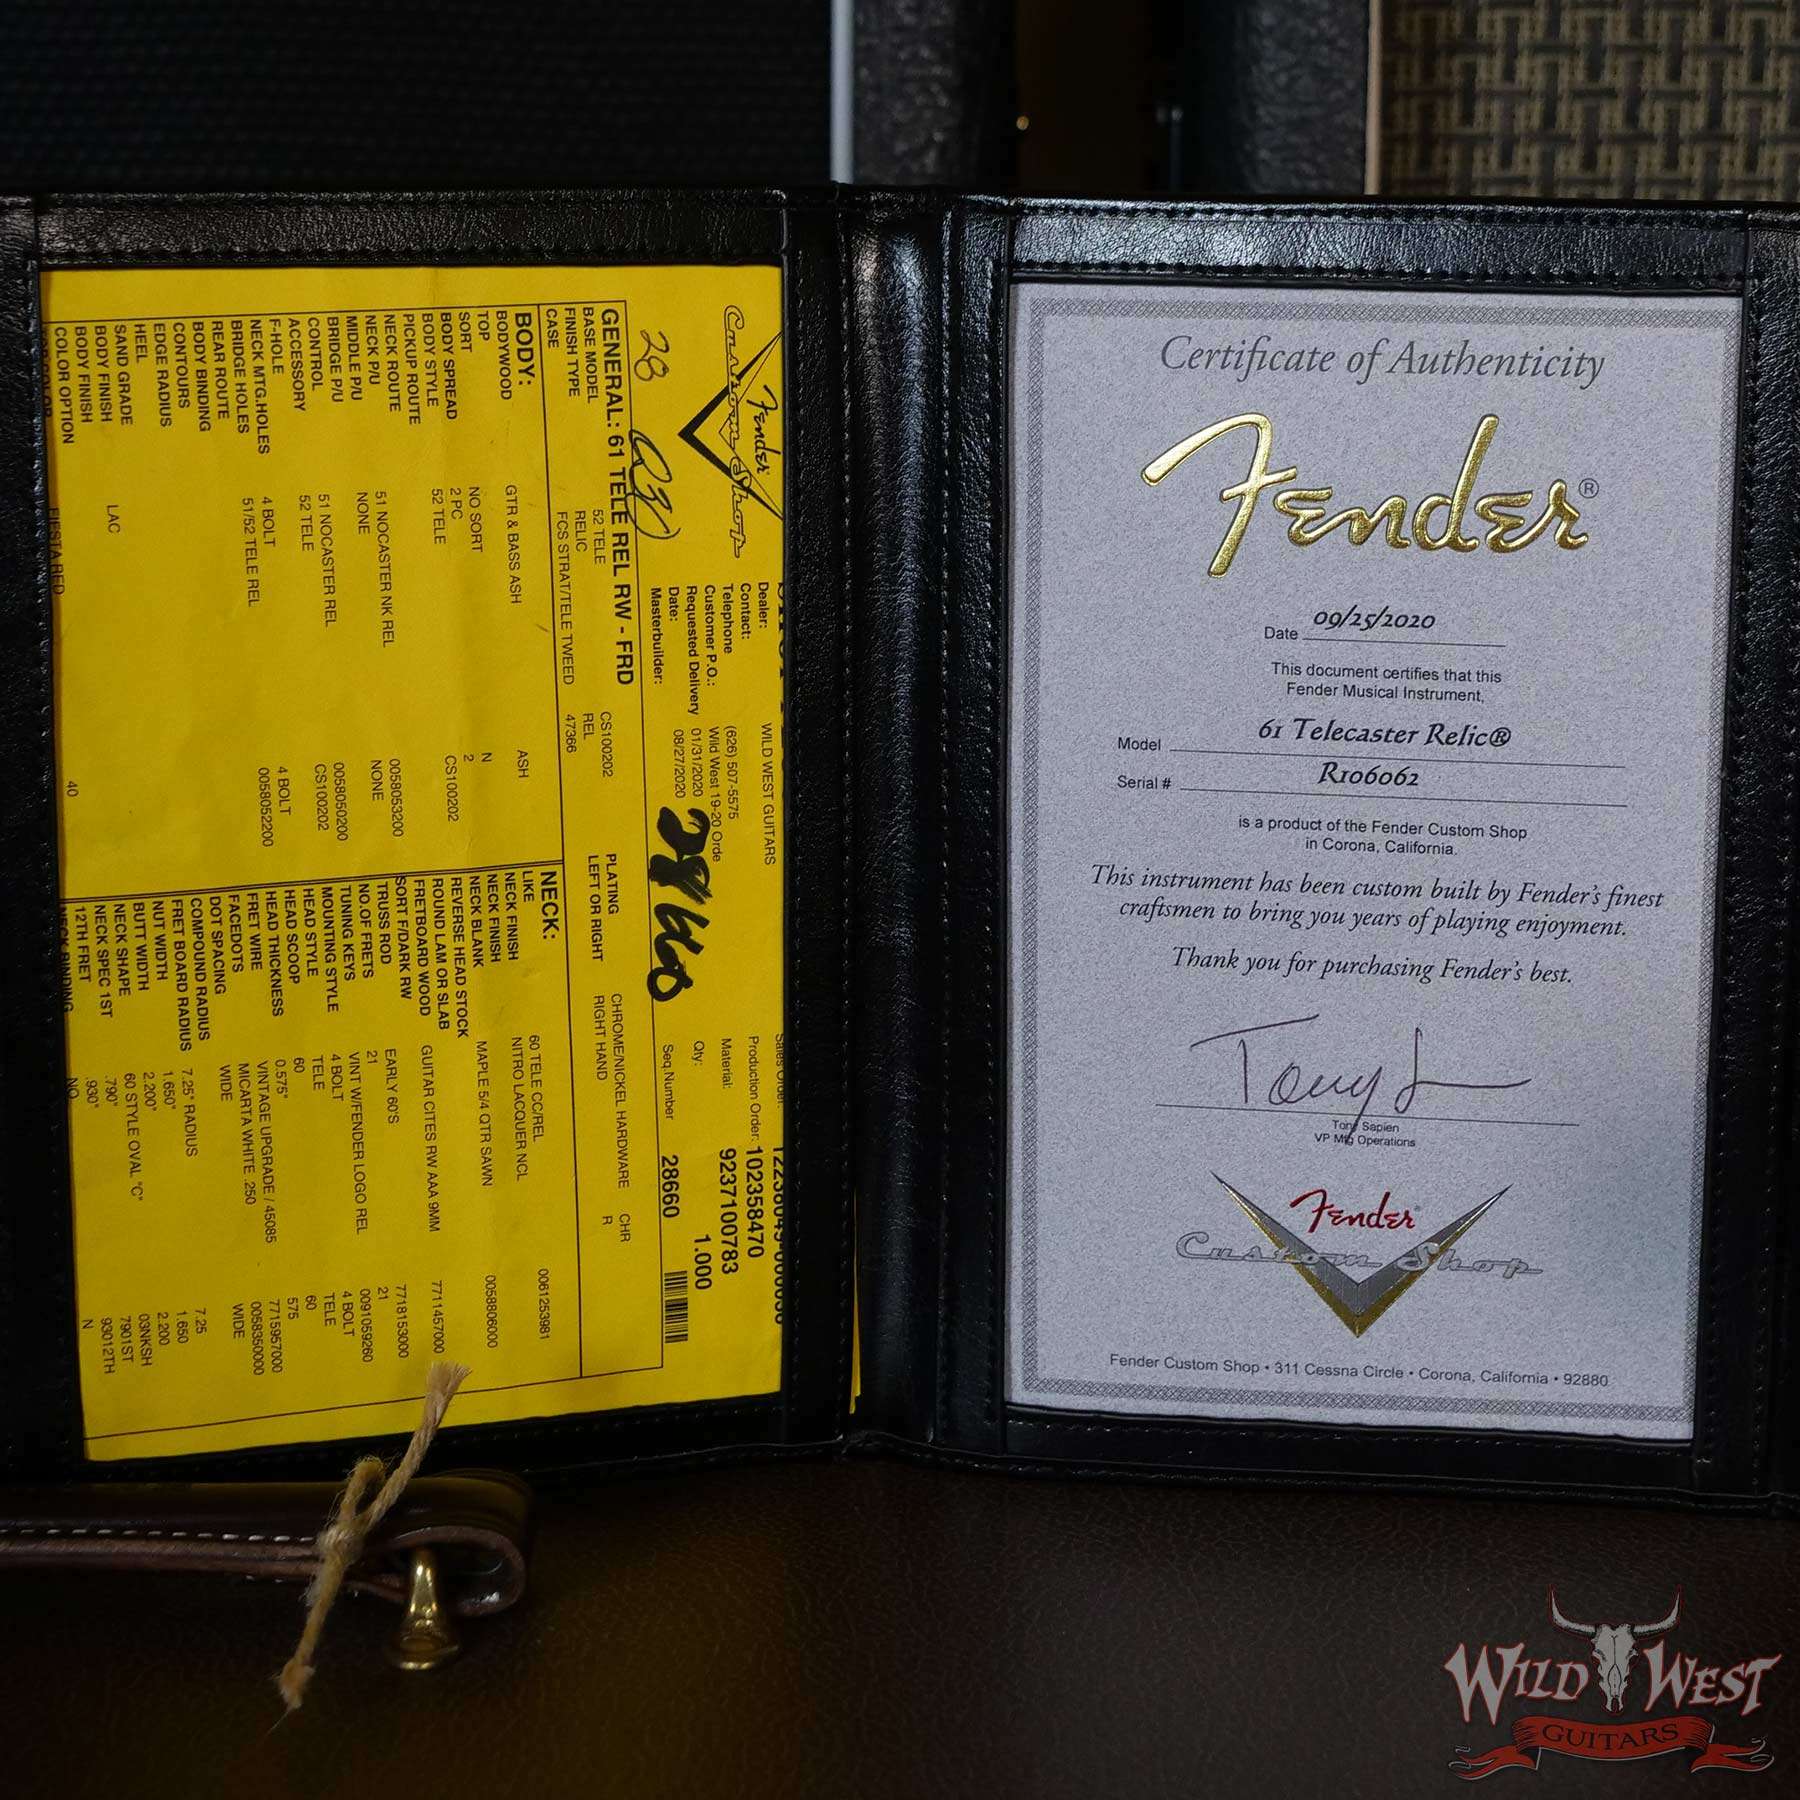 Fender
Custom Shop
28
Dealer: WILD WEST GUITARS
Contact:
Telephone (626) 507-5575
Customer P.O.: Wild West 19-20 Orde
Requested Delivery 01/31/2020
Date: 08/27/2020
Masterbuilder:
28660
Production Order: 102358470
Material: 9237100783
Qty: 1.000
Seq.Number 28660
GENERAL: 61 TELE REL RW - FRD
BASE MODEL 52 TELE CS100202
FINISH TYPE RELIC REL
CASE FCS STRAT/TELE TWEED 47366
PLATING CHROME/NICKEL HARDWARE CHR
LEFT OR RIGHT RIGHT HAND R
BODY:
BODYWOOD GTR & BASS ASH ASH
TOP
SORT NO SORT N
BODY SPREAD 2 PC 2
BODY STYLE 52 TELE CS100202
PICKUP ROUTE
NECK ROUTE
NECK P/U 51 NOCASTER NK REL 0058053200
MIDDLE P/U NONE NONE
BRIDGE P/U
CONTROL 51 NOCASTER REL 0058050200
ACCESSORY 52 TELE CS100202
F-HOLE
NECK MTG.HOLES 4 BOLT 4 BOLT
BRIDGE HOLES 51/52 TELE REL 0058052200
REAR ROUTE
BODY BINDING
CONTOURS
EDGE RADIUS
HEEL
SAND GRADE
BODY FINISH LAC
BODY FINISH
COLOR OPTION
FIESTA RED 40
NECK:
LIKE 60 TELE CC/REL 0061253981
NECK FINISH NITRO LACQUER NCL
NECK FINISH
NECK BLANK MAPLE 5/4 QTR SAWN 0058806000
REVERSE HEAD STOCK
ROUND LAM OR SLAB
FRETBOARD WOOD GUITAR CITES RW AAA 9MM 7711457000
SORT F/DARK RW
TRUSS ROD EARLY 60'S 7718153000
NO.OF FRETS 21 21
TUNING KEYS VINT W/FENDER LOGO REL 0091059260
MOUNTING STYLE 4 BOLT 4 BOLT
HEAD STYLE TELE TELE
HEAD SCOOP 60 60
HEAD THICKNESS 0.575" 575
FRET WIRE VINTAGE UPGRADE / 45085 7715957000
FACEDOTS MICARTA WHITE .250 0058350000
DOT SPACING WIDE WIDE
COMPOUND RADIUS
FRET BOARD RADIUS 7.25" RADIUS 7.25
NUT WIDTH 1.650" 1.650
BUTT WIDTH 2.200" 2.200
NECK SHAPE 60 STYLE OVAL "C" 03NKSH
NECK SPEC 1ST .790" 7901ST
12TH FRET .930" 93012TH
NECK BINDING NO N
Certificate of Authenticity
Fender®
Date 09/25/2020
This document certifies that this
Fender Musical Instrument,
Model 61 Telecaster Relic®
Serial # R106062
is a product of the Fender Custom Shop
in Corona, California.
This instrument has been custom built by Fender's finest
craftsmen to bring you years of playing enjoyment.
Thank you for purchasing Fender's best.
Tony S
Tony Sapien
VP Mfg Operations
Fender
Custom Shop
Fender Custom Shop • 311 Cessna Circle • Corona, California • 92880
WILD WEST
GUITARS